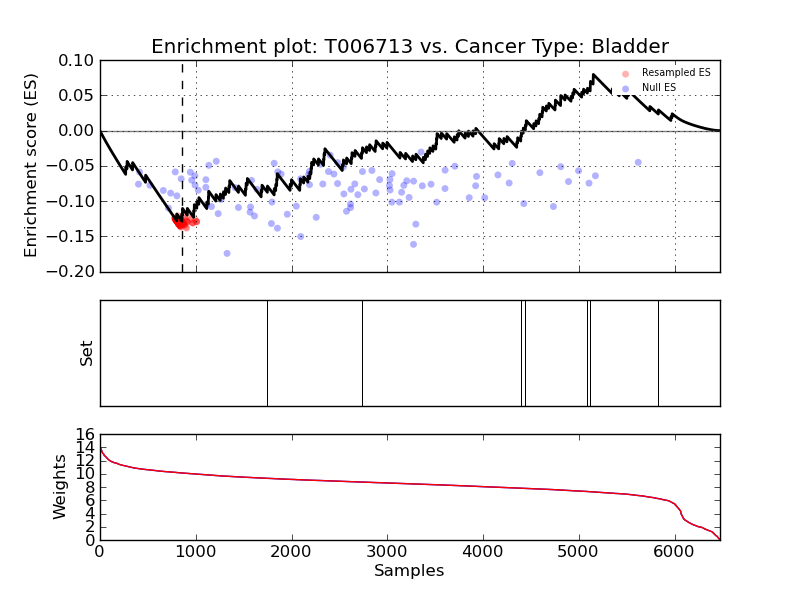 Enrichment plot: T006713 vs. Cancer Type: Bladder
Enrichment score (ES)
0.10
0.05
0.00
−0.05
−0.10
−0.15
−0.20
Resampled ES
Null ES
Set
Weights
16
14
12
10
8
6
4
2
0
0 1000 2000 3000 4000 5000 6000
Samples